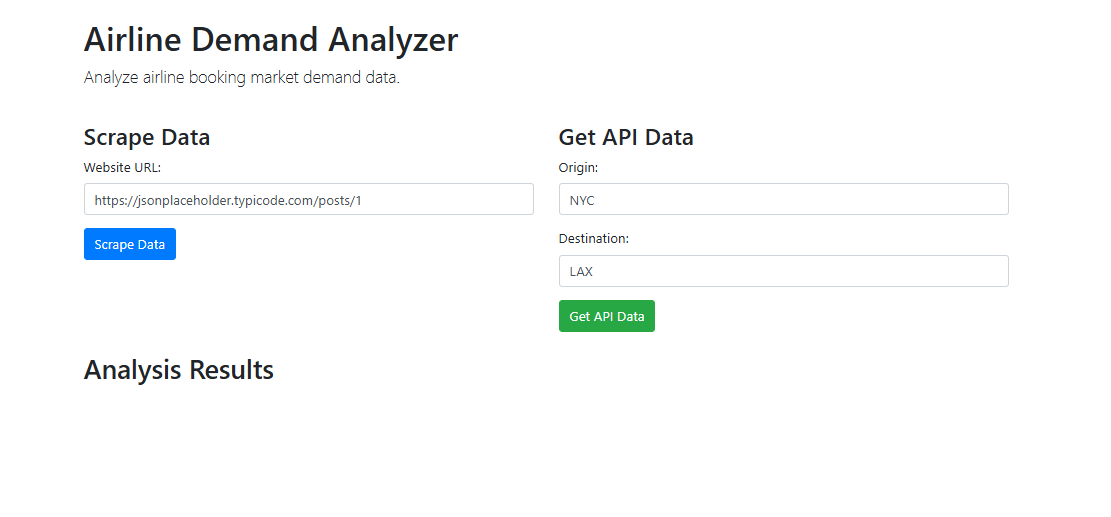 Airline Demand Analyzer
Analyze airline booking market demand data.
Scrape Data
Website URL:
https://jsonplaceholder.typicode.com/posts/1
Scrape Data
Get API Data
Origin:
NYC
Destination:
LAX
Get API Data
Analysis Results